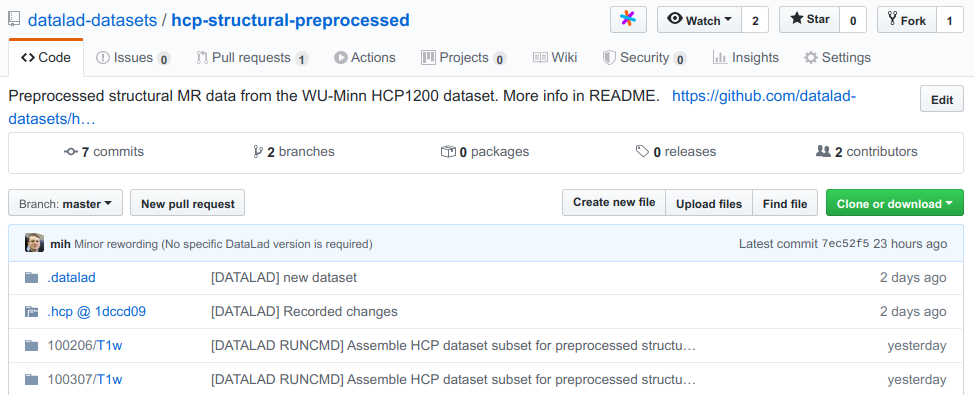 datalad-datasets / hcp-structural-preprocessed Watch 2 Star 0 Fork 1
Code Issues 0 Pull requests 1 Actions Projects 0 Wiki Security 0 Insights Settings
Preprocessed structural MR data from the WU-Minn HCP1200 dataset. More info in README. https://github.com/datalad-
datasets/h… Edit
7 commits 2 branches 0 packages 0 releases 2 contributors
Branch: master New pull request Create new file Upload files Find file Clone or download
mih Minor rewording (No specific DataLad version is required) Latest commit 7ec52f5 23 hours ago
.datalad [DATALAD] new dataset 2 days ago
.hcp @ 1dccd09 [DATALAD] Recorded changes 2 days ago
100206/T1w [DATALAD RUNCMD] Assemble HCP dataset subset for preprocessed structu… yesterday
100307/T1w [DATALAD RUNCMD] Assemble HCP dataset subset for preprocessed structu… yesterday